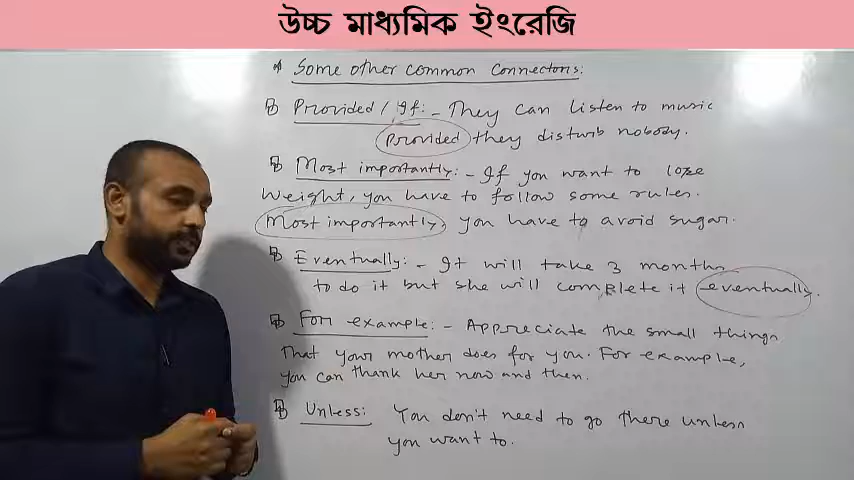 উচ্চ মাধ্যমিক ইংরেজি
* Some other common connectors:
Provided / If: - They can listen to music
provided they disturb nobody.
Most importantly: - If you want to lose
weight, you have to follow some rules.
Most importantly, you have to avoid sugar.
Eventually: - It will take 3 months
to do it but she will complete it eventually.
For example: - Appreciate the small things
that your mother does for you. For example,
you can thank her now and then.
Unless: You don't need to go there unless
you want to.